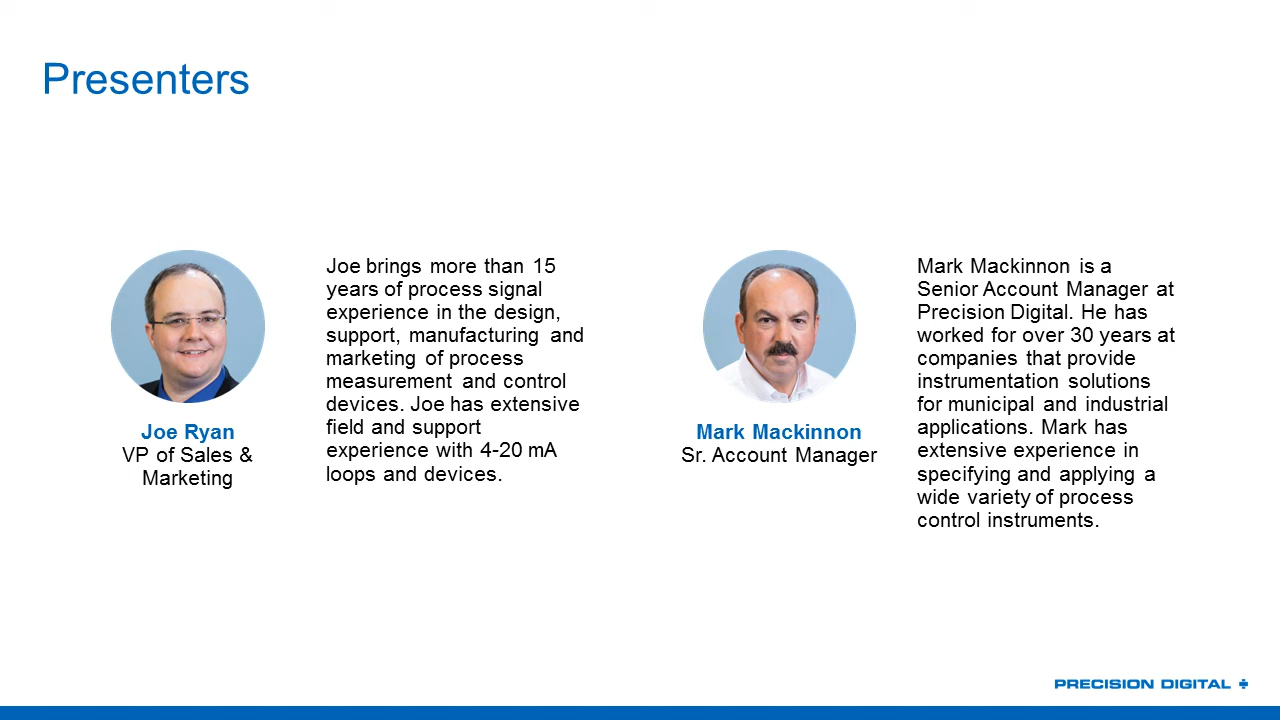 Presenters
Joe brings more than 15
years of process signal
experience in the design,
support, manufacturing and
marketing of process
measurement and control
devices. Joe has extensive
field and support
experience with 4-20 mA
loops and devices.
Joe Ryan
VP of Sales &
Marketing
Mark Mackinnon is a
Senior Account Manager at
Precision Digital. He has
worked for over 30 years at
companies that provide
instrumentation solutions
for municipal and industrial
applications. Mark has
extensive experience in
specifying and applying a
wide variety of process
control instruments.
Mark Mackinnon
Sr. Account Manager
PRECISION DIGITAL